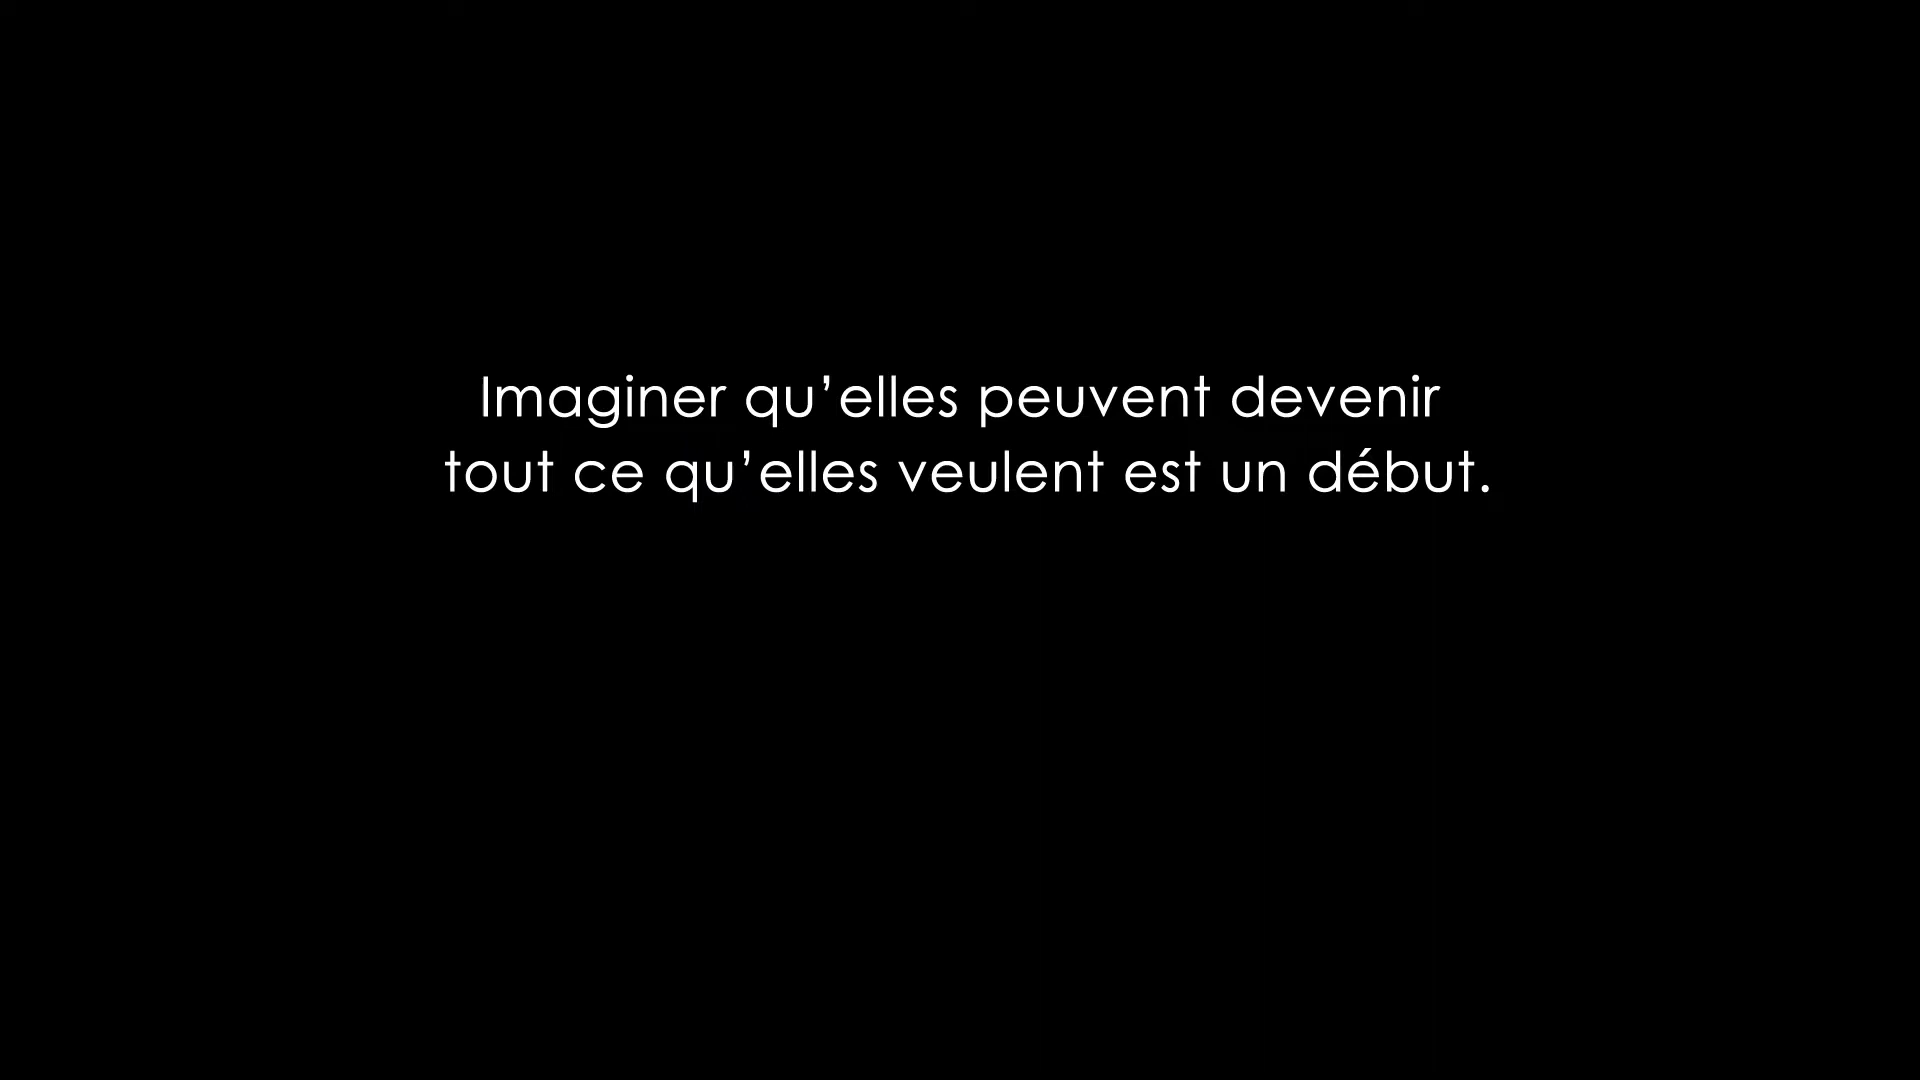 Imaginer qu’elles peuvent devenir
tout ce qu’elles veulent est un début.